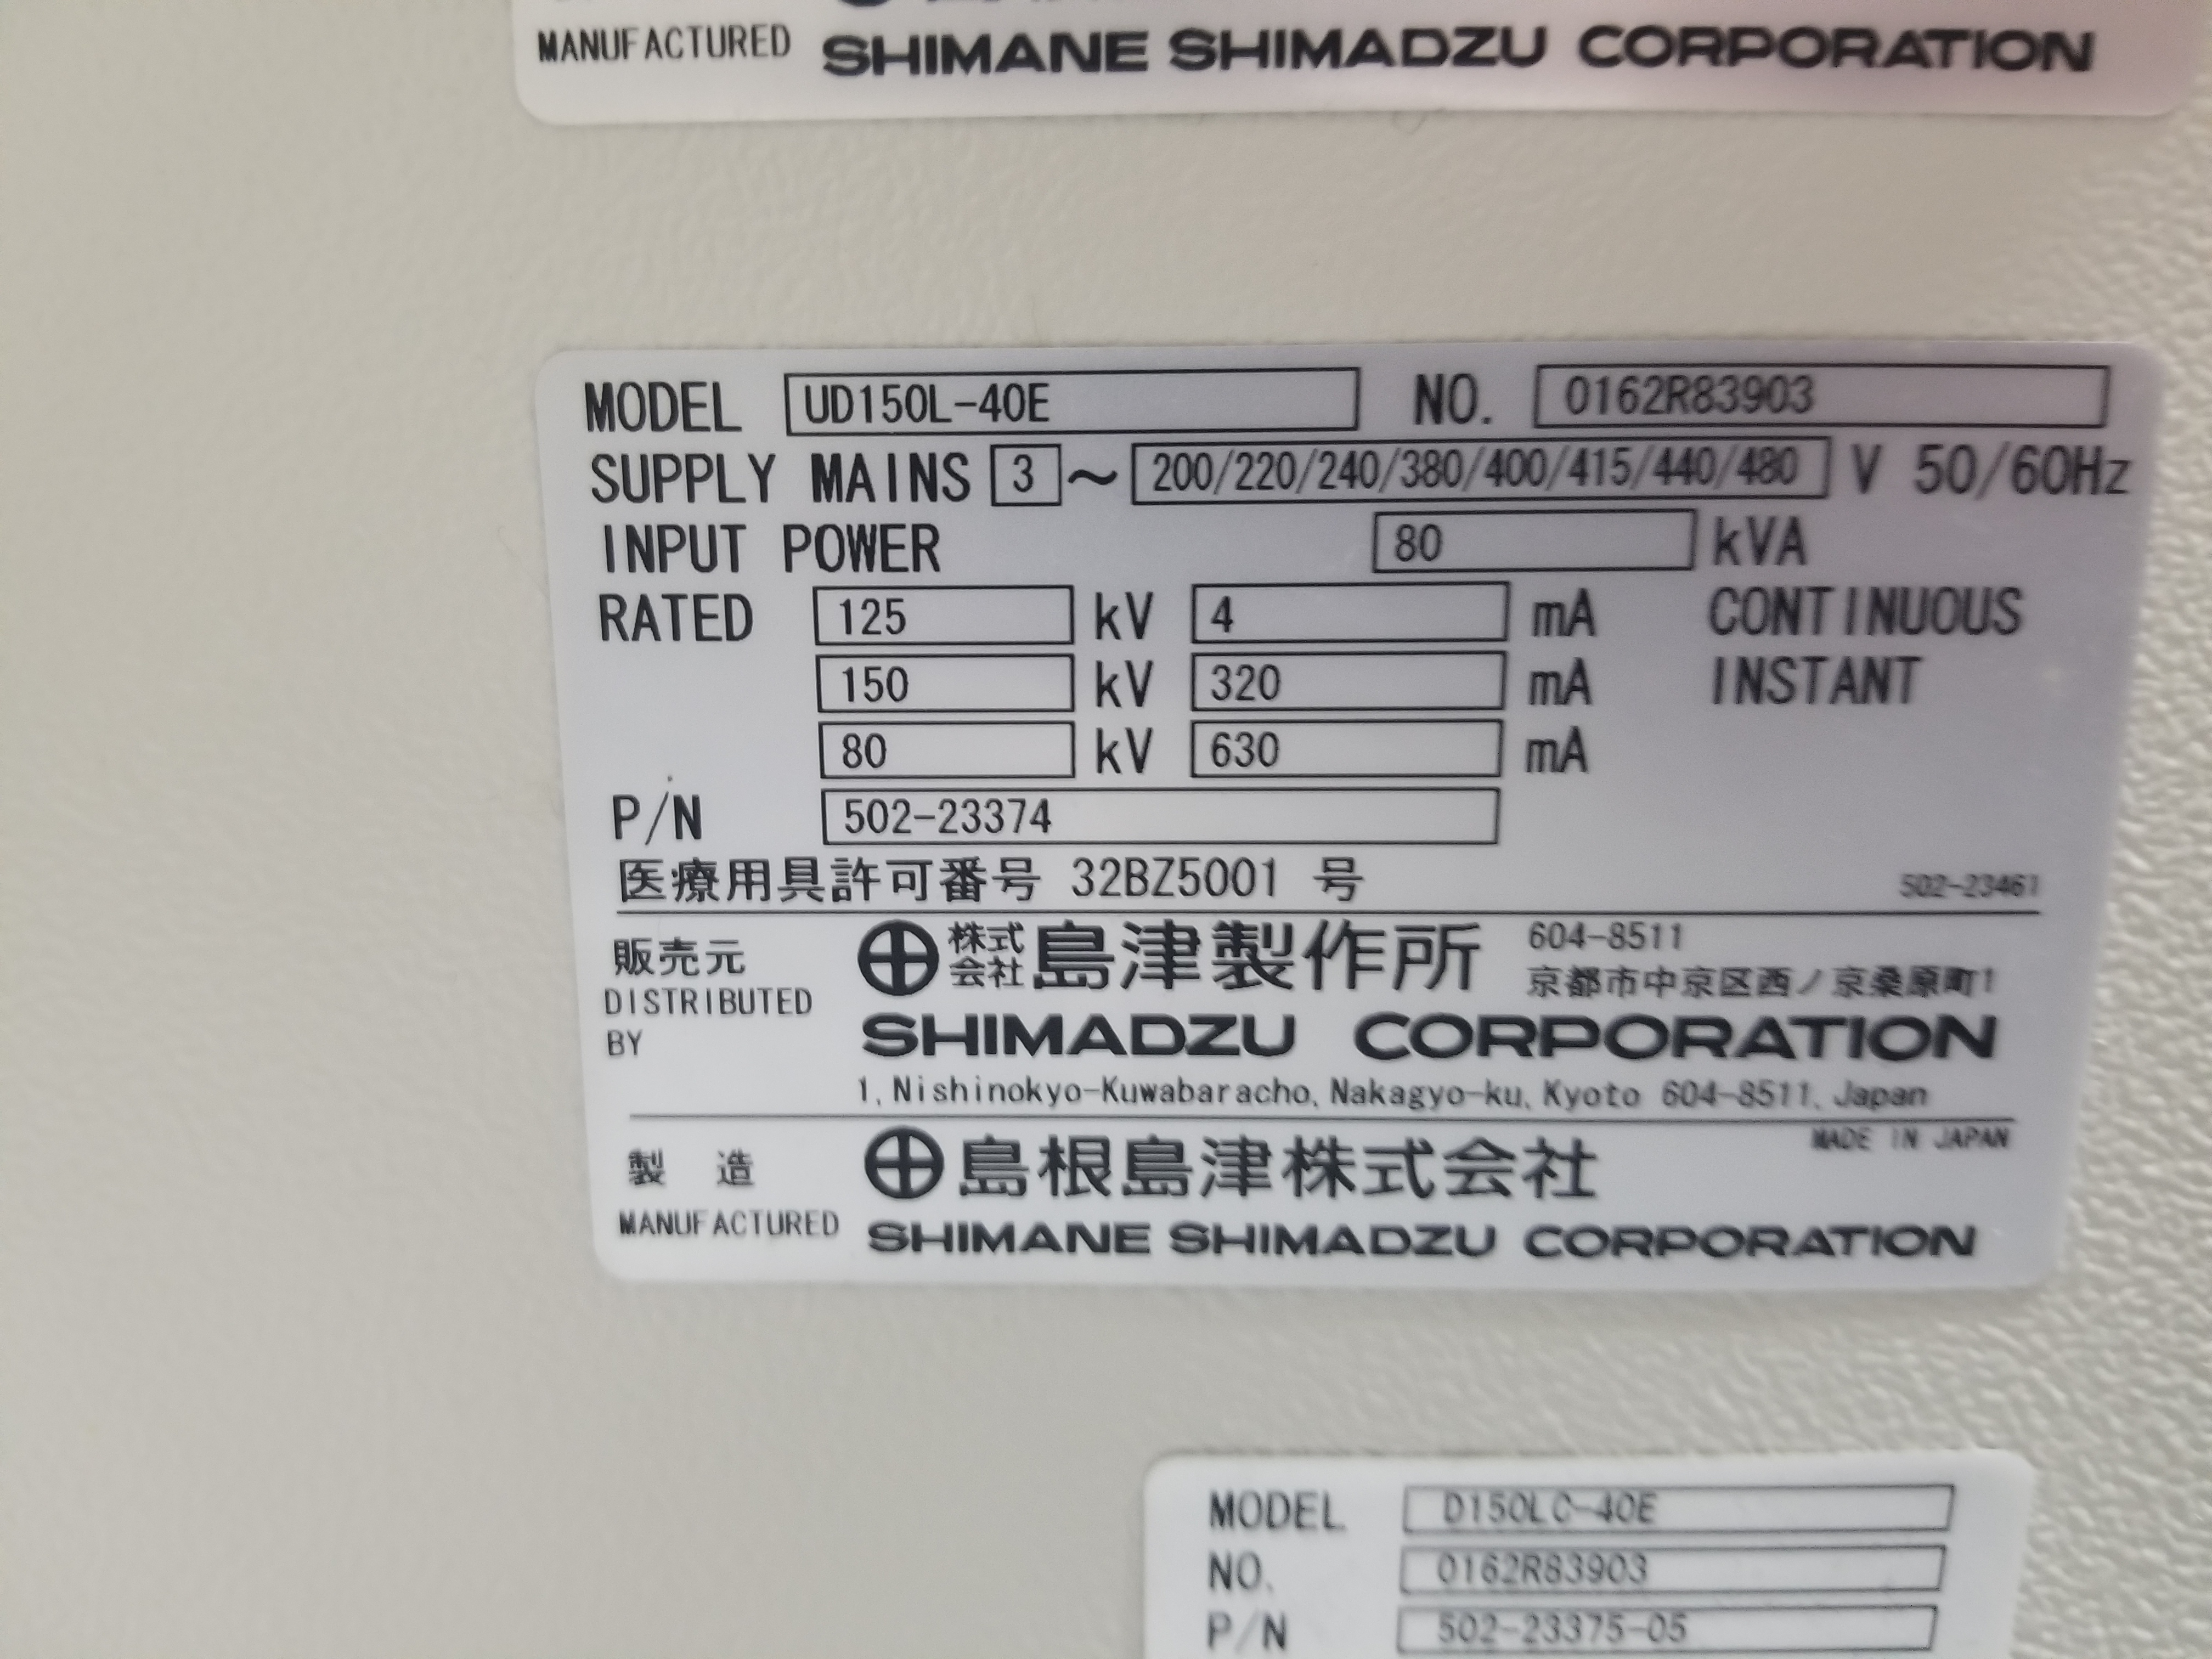 MANUFACTURED SHIMANE SHIMADZU CORPORATION
MODEL UD150L-40E NO. 0162R83903
SUPPLY MAINS 3 ~ 200/220/240/380/400/415/440/480 V 50/60Hz
INPUT POWER 80 kVA
RATED 125 kV 4 mA CONTINUOUS
150 kV 320 mA INSTANT
80 kV 630 mA
P/N 502-23374
医療用具許可番号 32BZ5001 号 502-23461
販売元 株式会社 島津製作所 604-8511
京都市中京区西ノ京桑原町1
DISTRIBUTED BY SHIMADZU CORPORATION
1, Nishinokyo-Kuwabaracho, Nakagyo-ku, Kyoto 604-8511, Japan
MADE IN JAPAN
製造 島根島津株式会社
MANUFACTURED SHIMANE SHIMADZU CORPORATION
MODEL D150LC-40E
NO. 0162R83903
P/N 502-23375-05